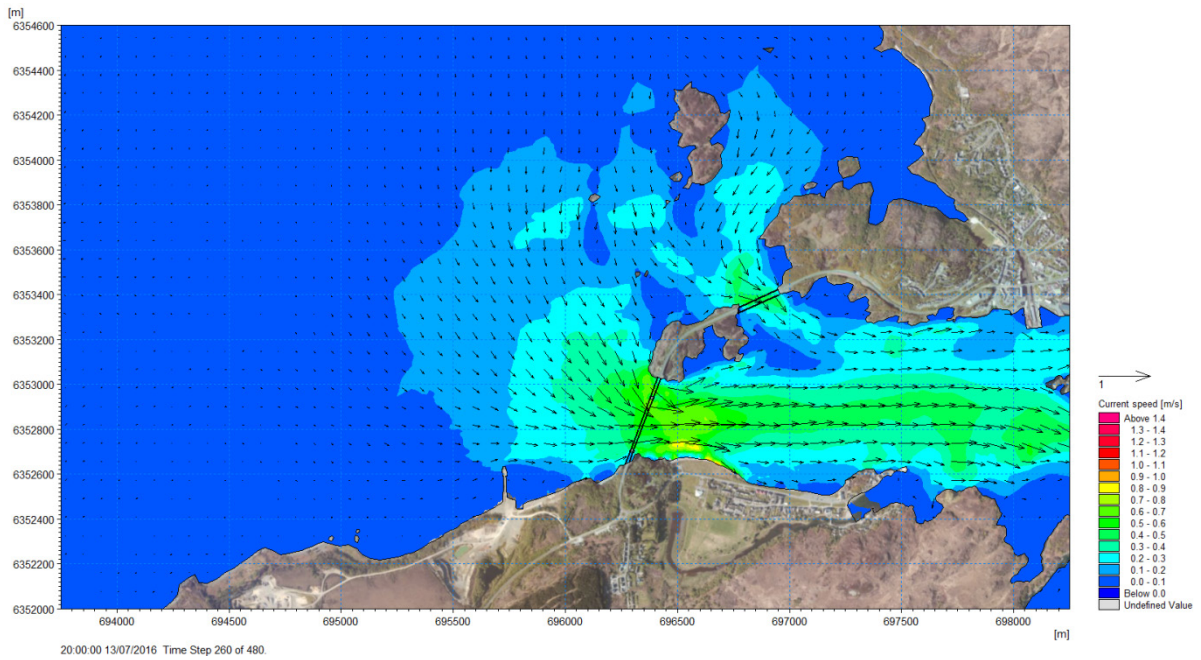 [m]
6354600
6354400
6354200
6354000
6353800
6353600
6353400
6353200
6353000
6352800
6352600
6352400
6352200
6352000
694000 694500 695000 695500 696000 696500 697000 697500 698000
[m]
20:00:00 13/07/2016 Time Step 260 of 480.
1
Current speed [m/s]
Above 1.4
1.3 - 1.4
1.2 - 1.3
1.1 - 1.2
1.0 - 1.1
0.9 - 1.0
0.8 - 0.9
0.7 - 0.8
0.6 - 0.7
0.5 - 0.6
0.4 - 0.5
0.3 - 0.4
0.2 - 0.3
0.1 - 0.2
0.0 - 0.1
Below 0.0
Undefined Value